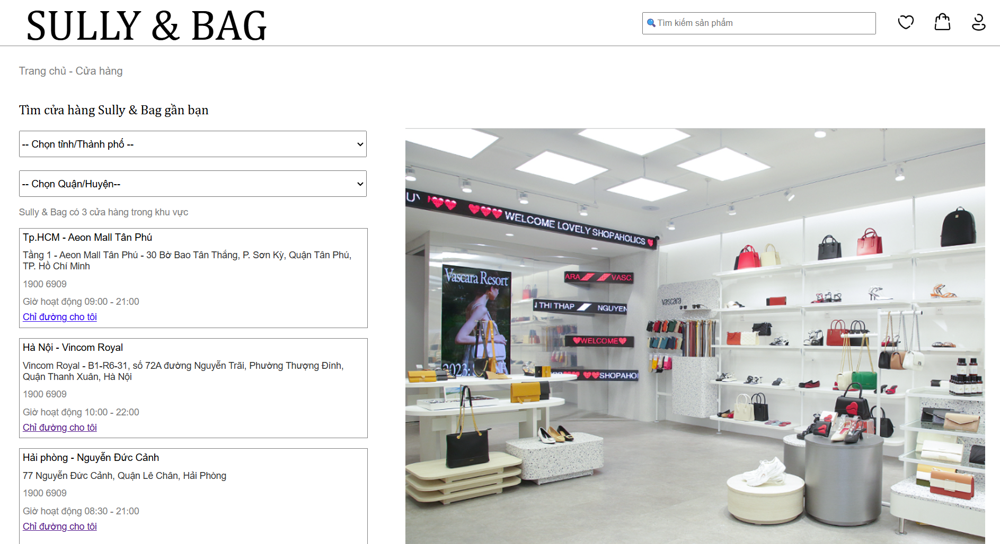 SULLY & BAG
Tìm kiếm sản phẩm
Trang chủ - Cửa hàng
Tìm cửa hàng Sully & Bag gần bạn
-- Chọn tỉnh/Thành phố --
-- Chọn Quận/Huyện--
Sully & Bag có 3 cửa hàng trong khu vực
Tp.HCM - Aeon Mall Tân Phú
Tầng 1 - Aeon Mall Tân Phú - 30 Bờ Bao Tân Thắng, P. Sơn Kỳ, Quận Tân Phú,
TP. Hồ Chí Minh
1900 6909
Giờ hoạt động 09:00 - 21:00
Chỉ đường cho tôi
Hà Nội - Vincom Royal
Vincom Royal - B1-R6-31, số 72A đường Nguyễn Trãi, Phường Thượng Đình,
Quận Thanh Xuân, Hà Nội
1900 6909
Giờ hoạt động 10:00 - 22:00
Chỉ đường cho tôi
Hải phòng - Nguyễn Đức Cảnh
77 Nguyễn Đức Cảnh, Quận Lê Chân, Hải Phòng
1900 6909
Giờ hoạt động 08:30 - 21:00
Chỉ đường cho tôi
WELCOME LOVELY SHOPAHOLICS
Vascara Resort
ARA VASC
THI THAP NGUYEN
vascara
WELCOME
SHOPAHO